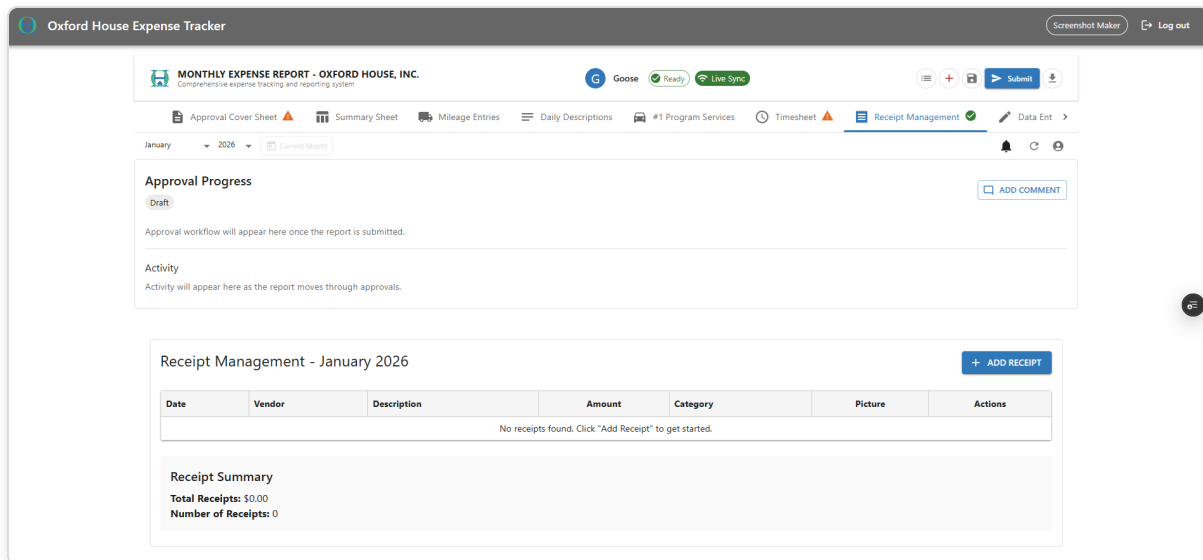 Oxford House Expense Tracker
Screenshot Maker
Log out
MONTHLY EXPENSE REPORT - OXFORD HOUSE, INC.
Comprehensive expense tracking and reporting system
G Goose Ready Live Sync
Submit
Approval Cover Sheet Summary Sheet Mileage Entries Daily Descriptions #1 Program Services Timesheet Receipt Management Data Ent
January 2026 Current Month
Approval Progress
ADD COMMENT
Draft
Approval workflow will appear here once the report is submitted.
Activity
Activity will appear here as the report moves through approvals.
Receipt Management - January 2026
+ ADD RECEIPT
Date Vendor Description Amount Category Picture Actions
No receipts found. Click "Add Receipt" to get started.
Receipt Summary
Total Receipts: $0.00
Number of Receipts: 0